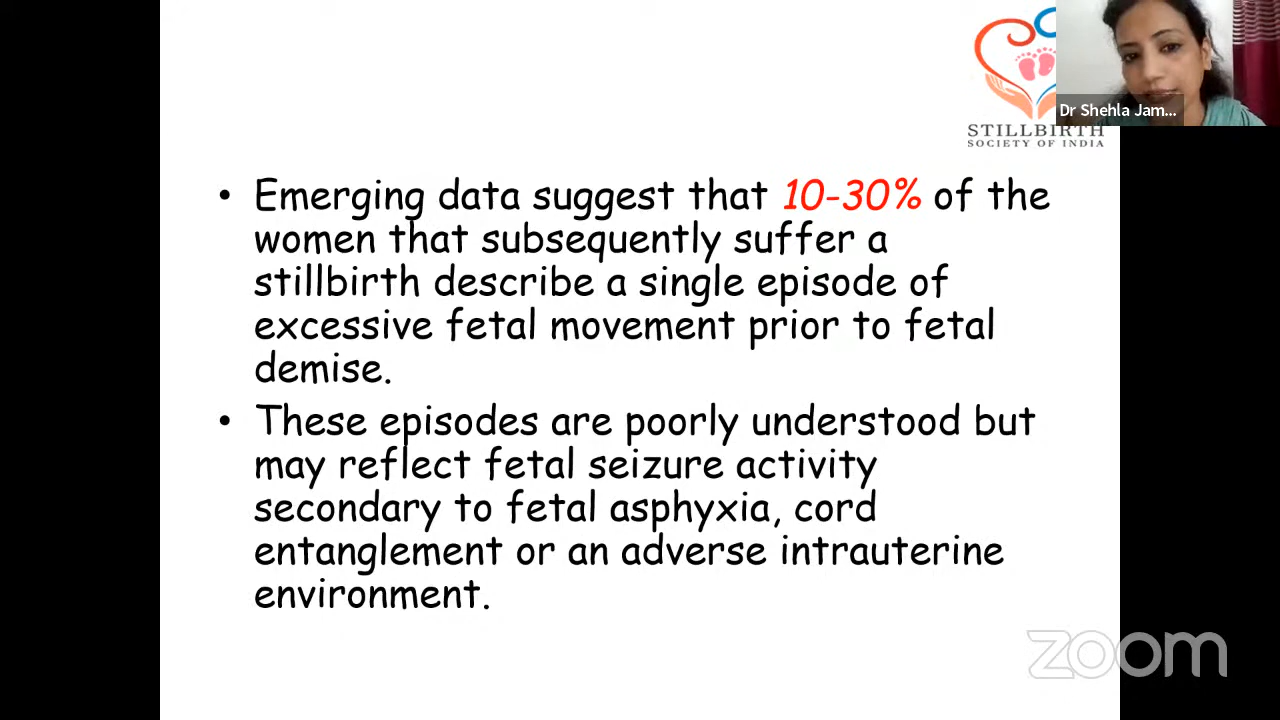 STILLBIRTH
SOCIETY OF INDIA
Dr Shehla Jam...
• Emerging data suggest that 10-30% of the
women that subsequently suffer a
stillbirth describe a single episode of
excessive fetal movement prior to fetal
demise.
• These episodes are poorly understood but
may reflect fetal seizure activity
secondary to fetal asphyxia, cord
entanglement or an adverse intrauterine
environment.
zoom